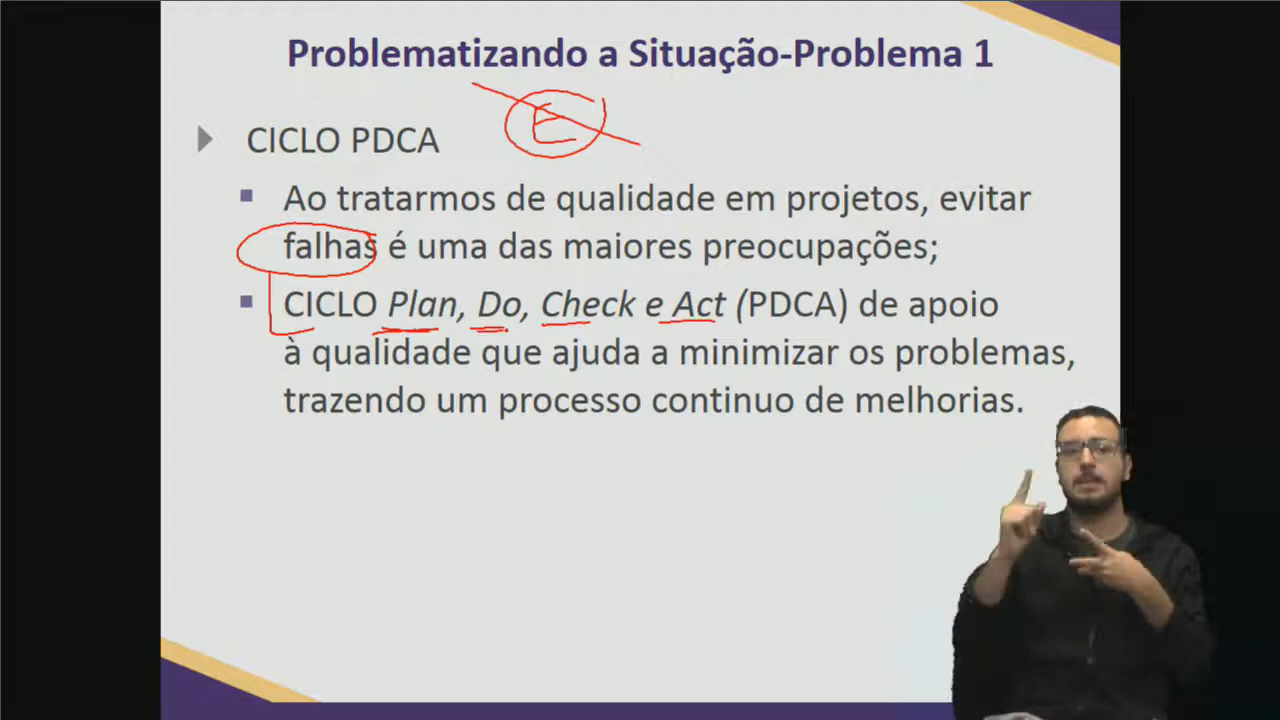 Problematizando a Situação-Problema 1
E
CICLO PDCA
Ao tratarmos de qualidade em projetos, evitar
falhas é uma das maiores preocupações;
CICLO Plan, Do, Check e Act (PDCA) de apoio
à qualidade que ajuda a minimizar os problemas,
trazendo um processo continuo de melhorias.